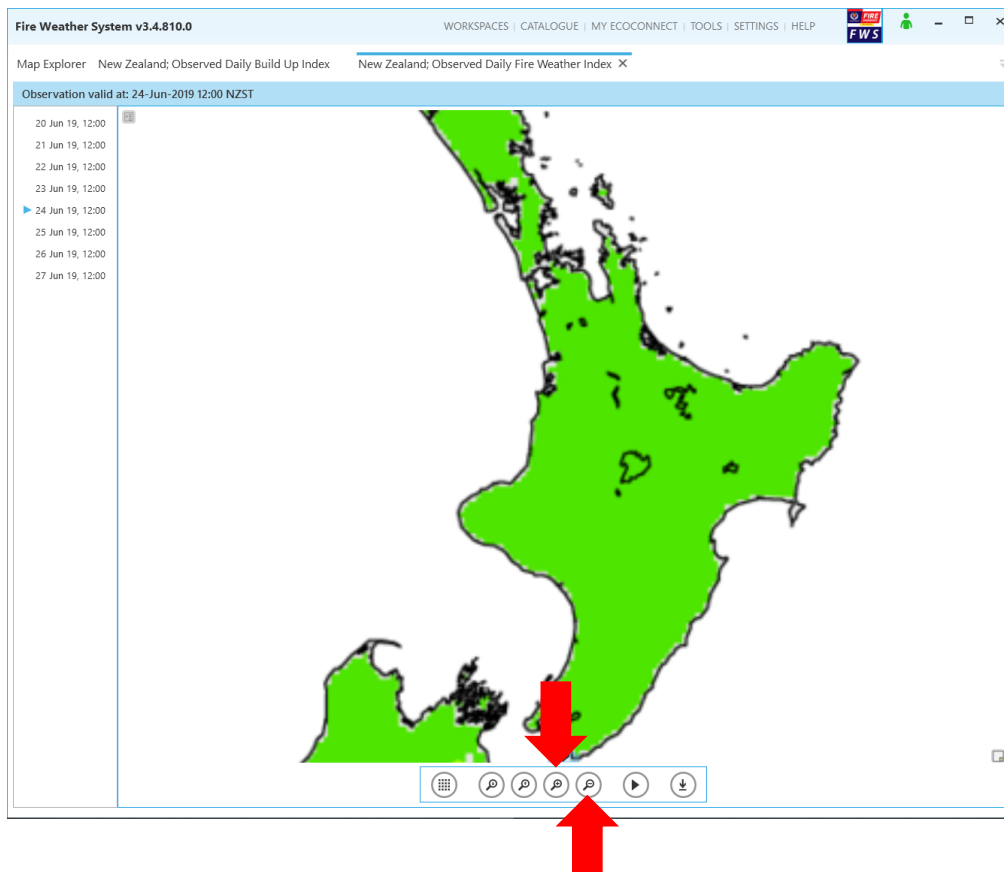 Fire Weather System v3.4.810.0
WORKSPACES | CATALOGUE | MY ECOCONNECT | TOOLS | SETTINGS | HELP
FIRE
FWS
Map Explorer New Zealand; Observed Daily Build Up Index New Zealand; Observed Daily Fire Weather Index
Observation valid at: 24-Jun-2019 12:00 NZST
20 Jun 19, 12:00
21 Jun 19, 12:00
22 Jun 19, 12:00
23 Jun 19, 12:00
24 Jun 19, 12:00
25 Jun 19, 12:00
26 Jun 19, 12:00
27 Jun 19, 12:00